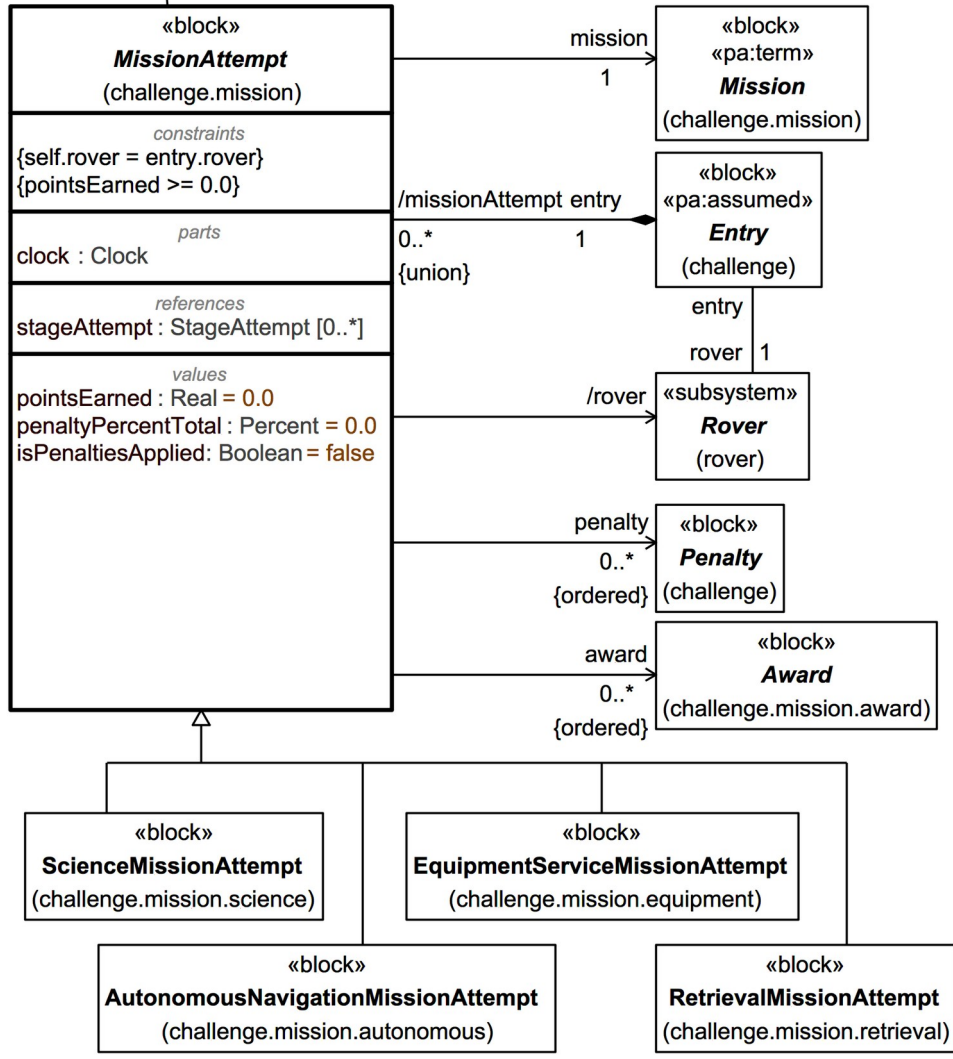 «block»
MissionAttempt
(challenge.mission)
constraints
{self.rover = entry.rover}
{pointsEarned >= 0.0}
parts
clock : Clock
references
stageAttempt : StageAttempt [0..*]
values
pointsEarned : Real = 0.0
penaltyPercentTotal : Percent = 0.0
isPenaltiesApplied: Boolean = false
mission
1
«block»
«pa:term»
Mission
(challenge.mission)
/missionAttempt entry
0..* 1
{union}
«block»
«pa:assumed»
Entry
(challenge)
entry
rover 1
/rover
«subsystem»
Rover
(rover)
penalty
0..*
{ordered}
«block»
Penalty
(challenge)
award
0..*
{ordered}
«block»
Award
(challenge.mission.award)
«block»
ScienceMissionAttempt
(challenge.mission.science)
«block»
EquipmentServiceMissionAttempt
(challenge.mission.equipment)
«block»
AutonomousNavigationMissionAttempt
(challenge.mission.autonomous)
«block»
RetrievalMissionAttempt
(challenge.mission.retrieval)